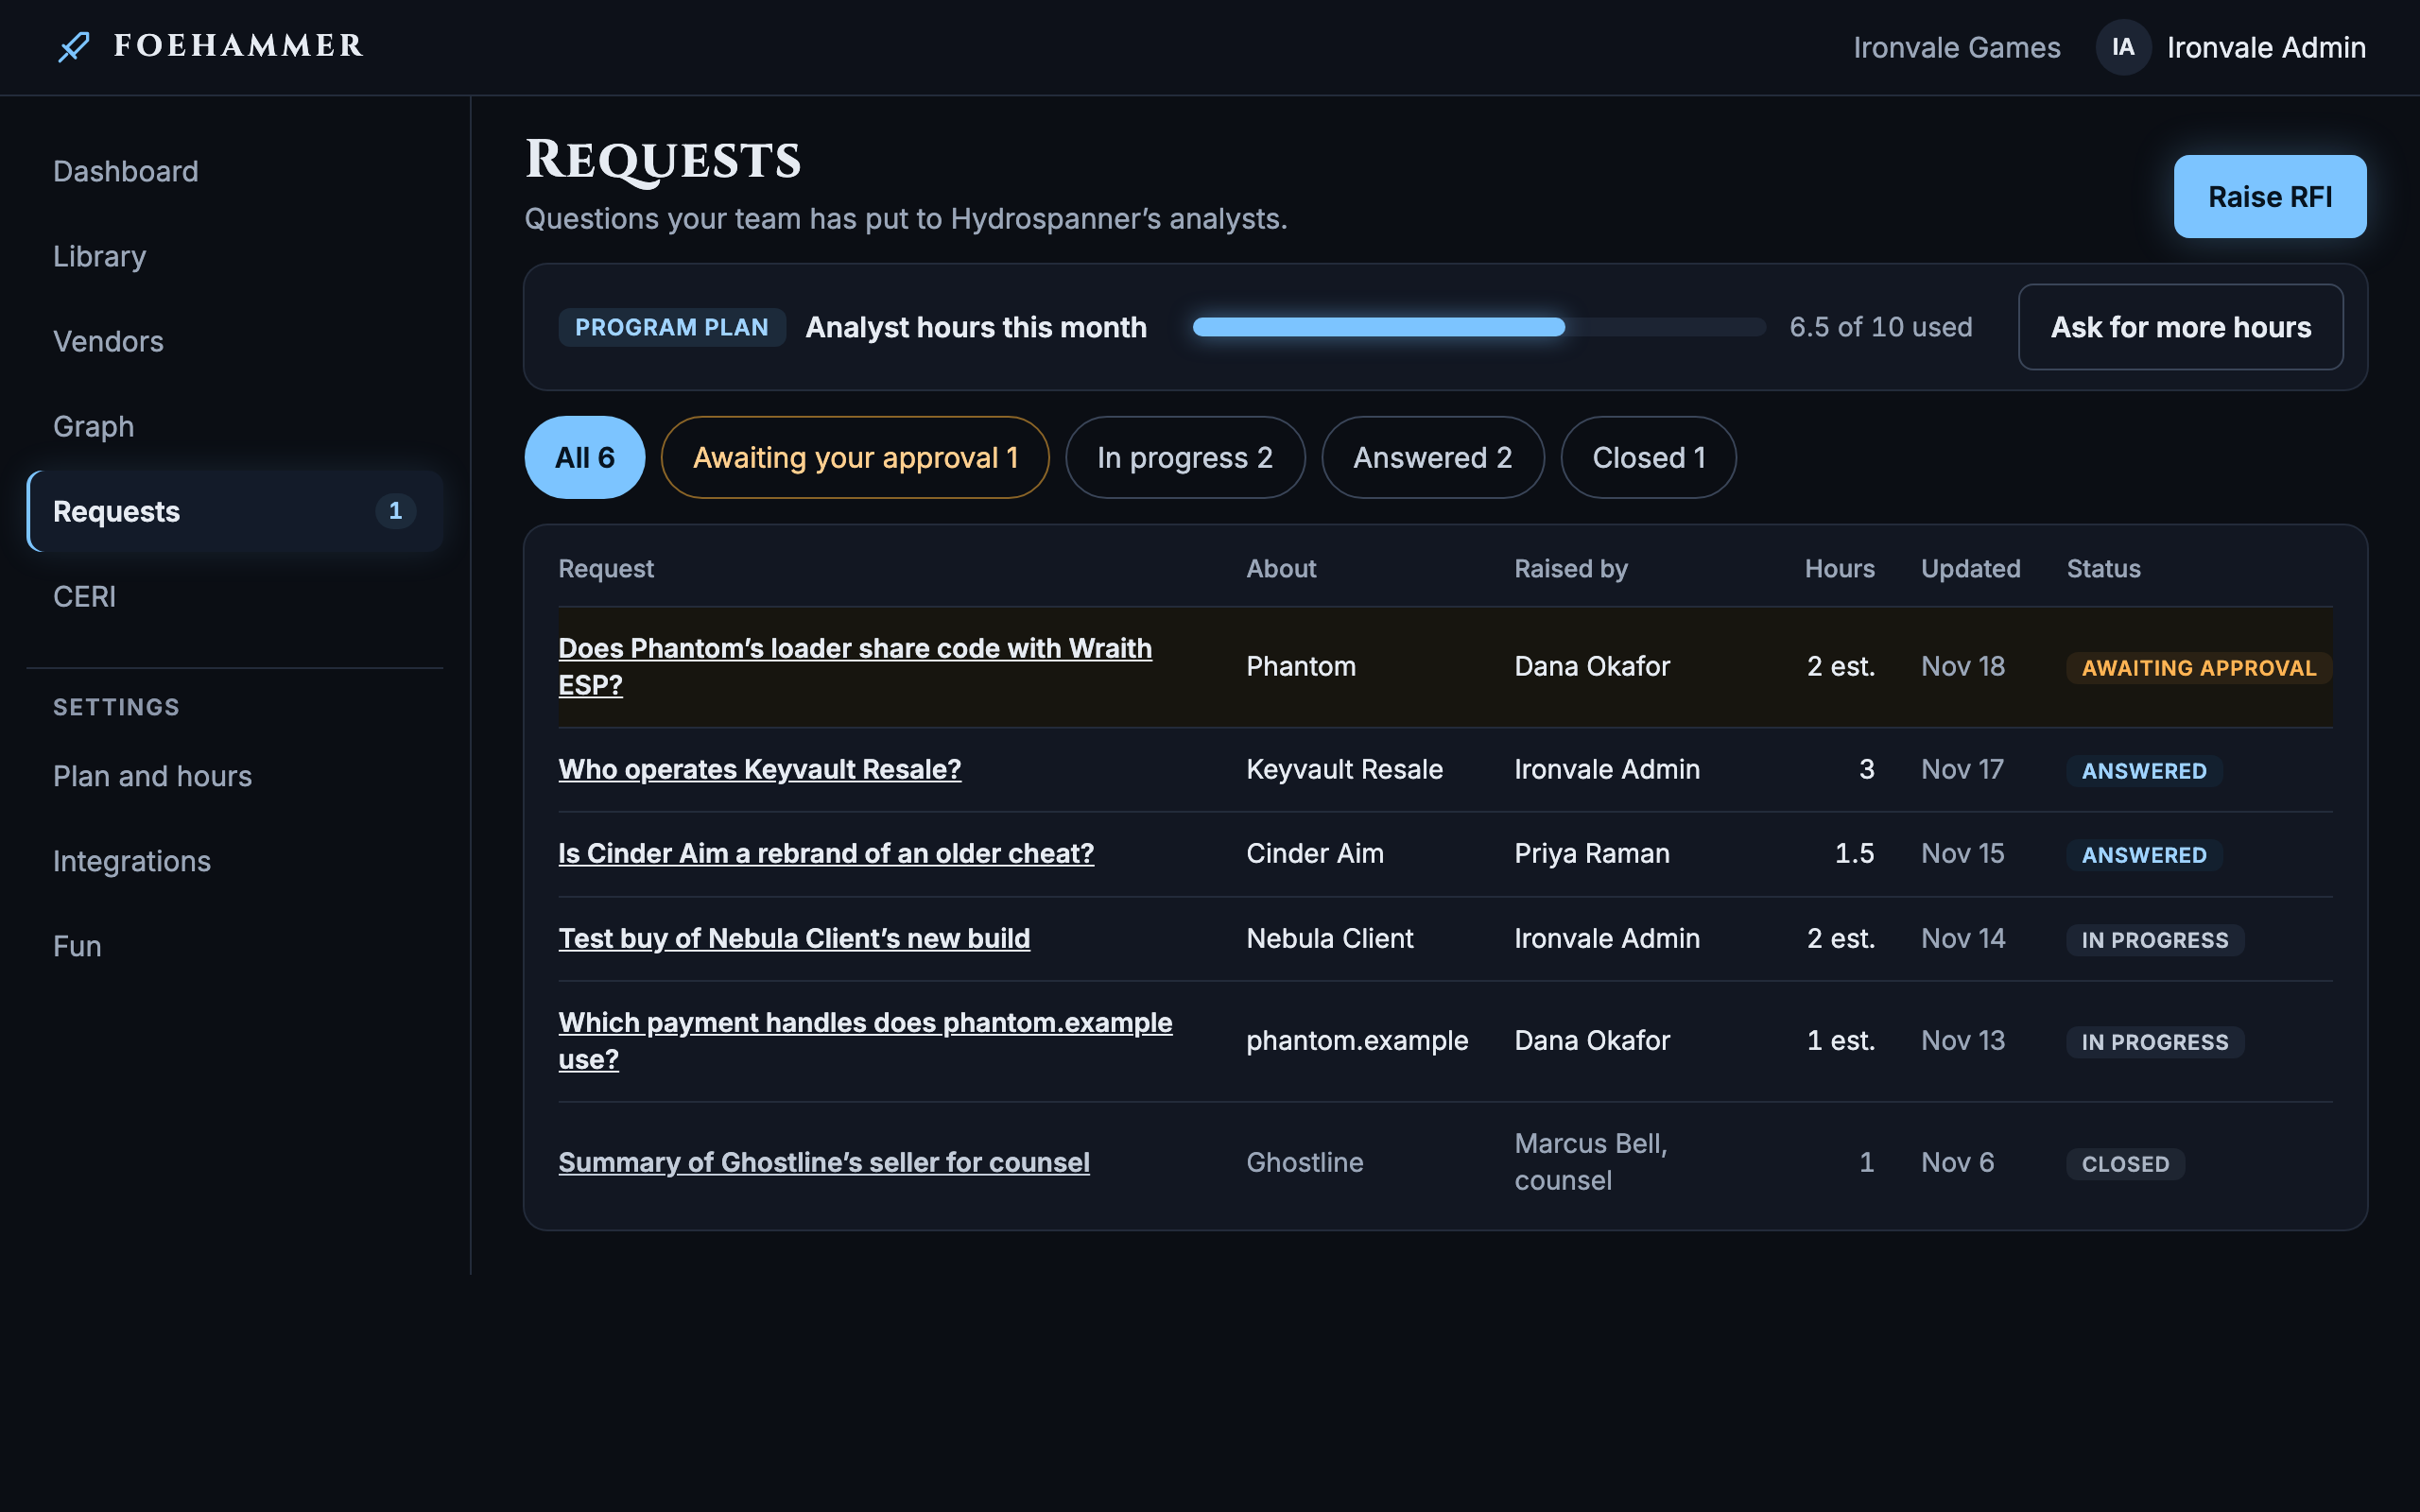 FOEHAMMER
Ironvale Games
IA
Ironvale Admin
Dashboard
Library
Vendors
Graph
Requests
1
CERI
SETTINGS
Plan and hours
Integrations
Fun
REQUESTS
Questions your team has put to Hydrospanner’s analysts.
Raise RFI
PROGRAM PLAN
Analyst hours this month
6.5 of 10 used
Ask for more hours
All 6
Awaiting your approval 1
In progress 2
Answered 2
Closed 1
Request About Raised by Hours Updated Status
Does Phantom’s loader share code with Wraith
ESP?
Phantom Dana Okafor 2 est. Nov 18 AWAITING APPROVAL
Who operates Keyvault Resale? Keyvault Resale Ironvale Admin 3 Nov 17 ANSWERED
Is Cinder Aim a rebrand of an older cheat? Cinder Aim Priya Raman 1.5 Nov 15 ANSWERED
Test buy of Nebula Client’s new build Nebula Client Ironvale Admin 2 est. Nov 14 IN PROGRESS
Which payment handles does phantom.example
use?
phantom.example Dana Okafor 1 est. Nov 13 IN PROGRESS
Summary of Ghostline’s seller for counsel Ghostline
Marcus Bell,
counsel
1 Nov 6 CLOSED